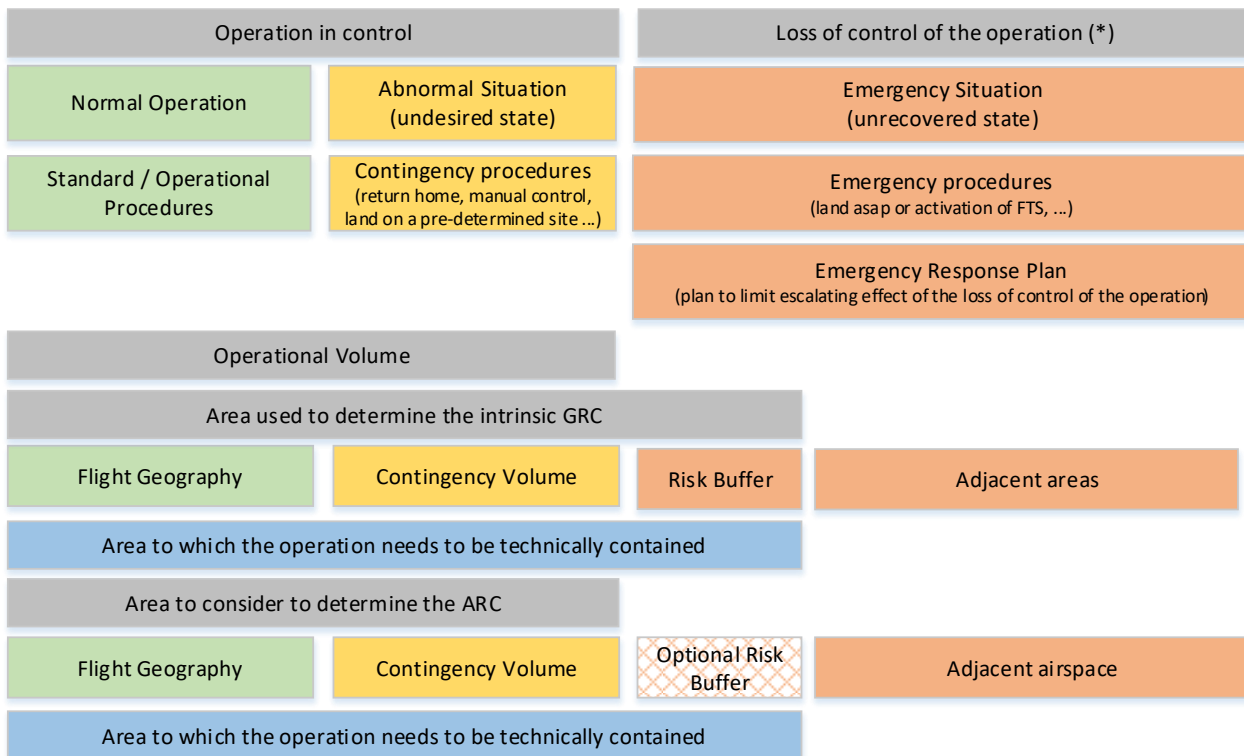 Operation in control
Loss of control of the operation (*)
Normal Operation
Abnormal Situation
(undesired state)
Emergency Situation
(unrecovered state)
Standard / Operational
Procedures
Contingency procedures
(return home, manual control,
land on a pre-determined site ...)
Emergency procedures
(land asap or activation of FTS, ...)
Emergency Response Plan
(plan to limit escalating effect of the loss of control of the operation)
Operational Volume
Area used to determine the intrinsic GRC
Flight Geography
Contingency Volume
Risk Buffer
Adjacent areas
Area to which the operation needs to be technically contained
Area to consider to determine the ARC
Flight Geography
Contingency Volume
Optional Risk
Buffer
Adjacent airspace
Area to which the operation needs to be technically contained